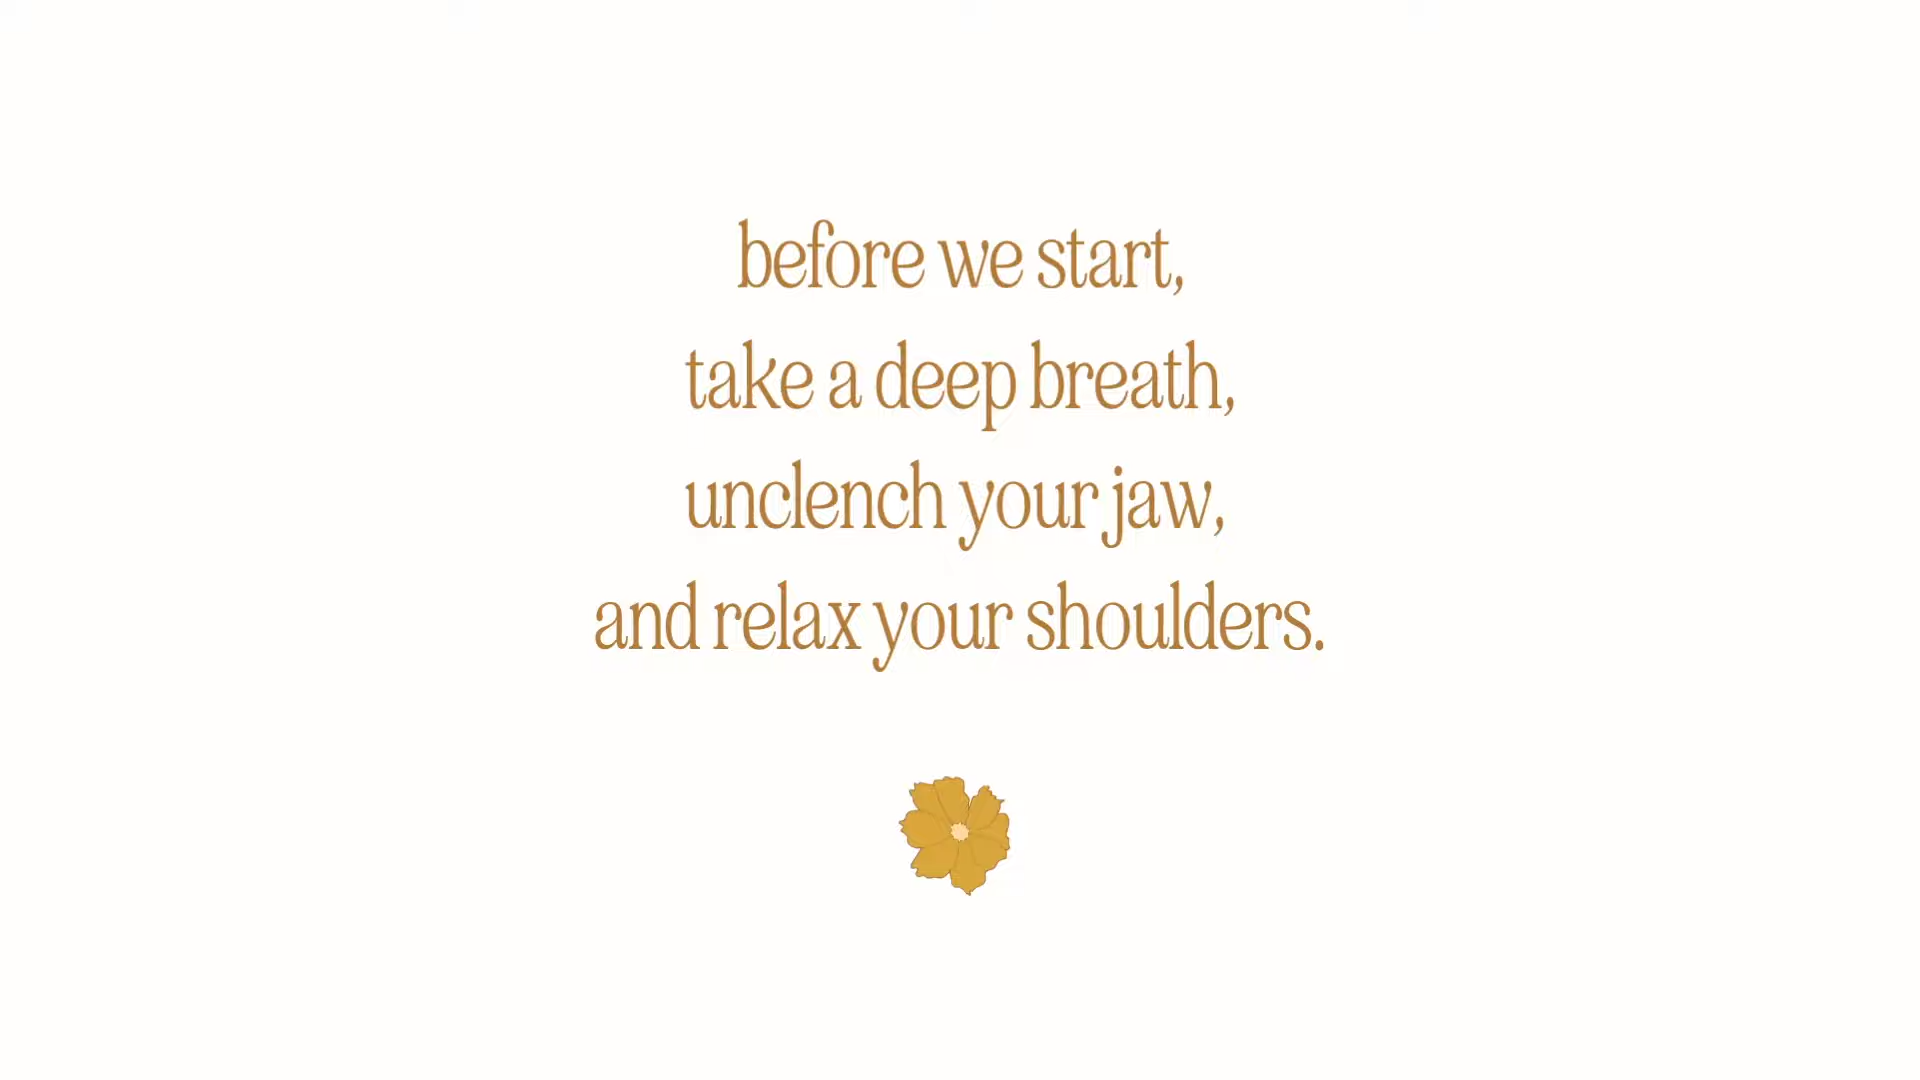 before we start,
take a deep breath,
unclench your jaw,
and relax your shoulders.